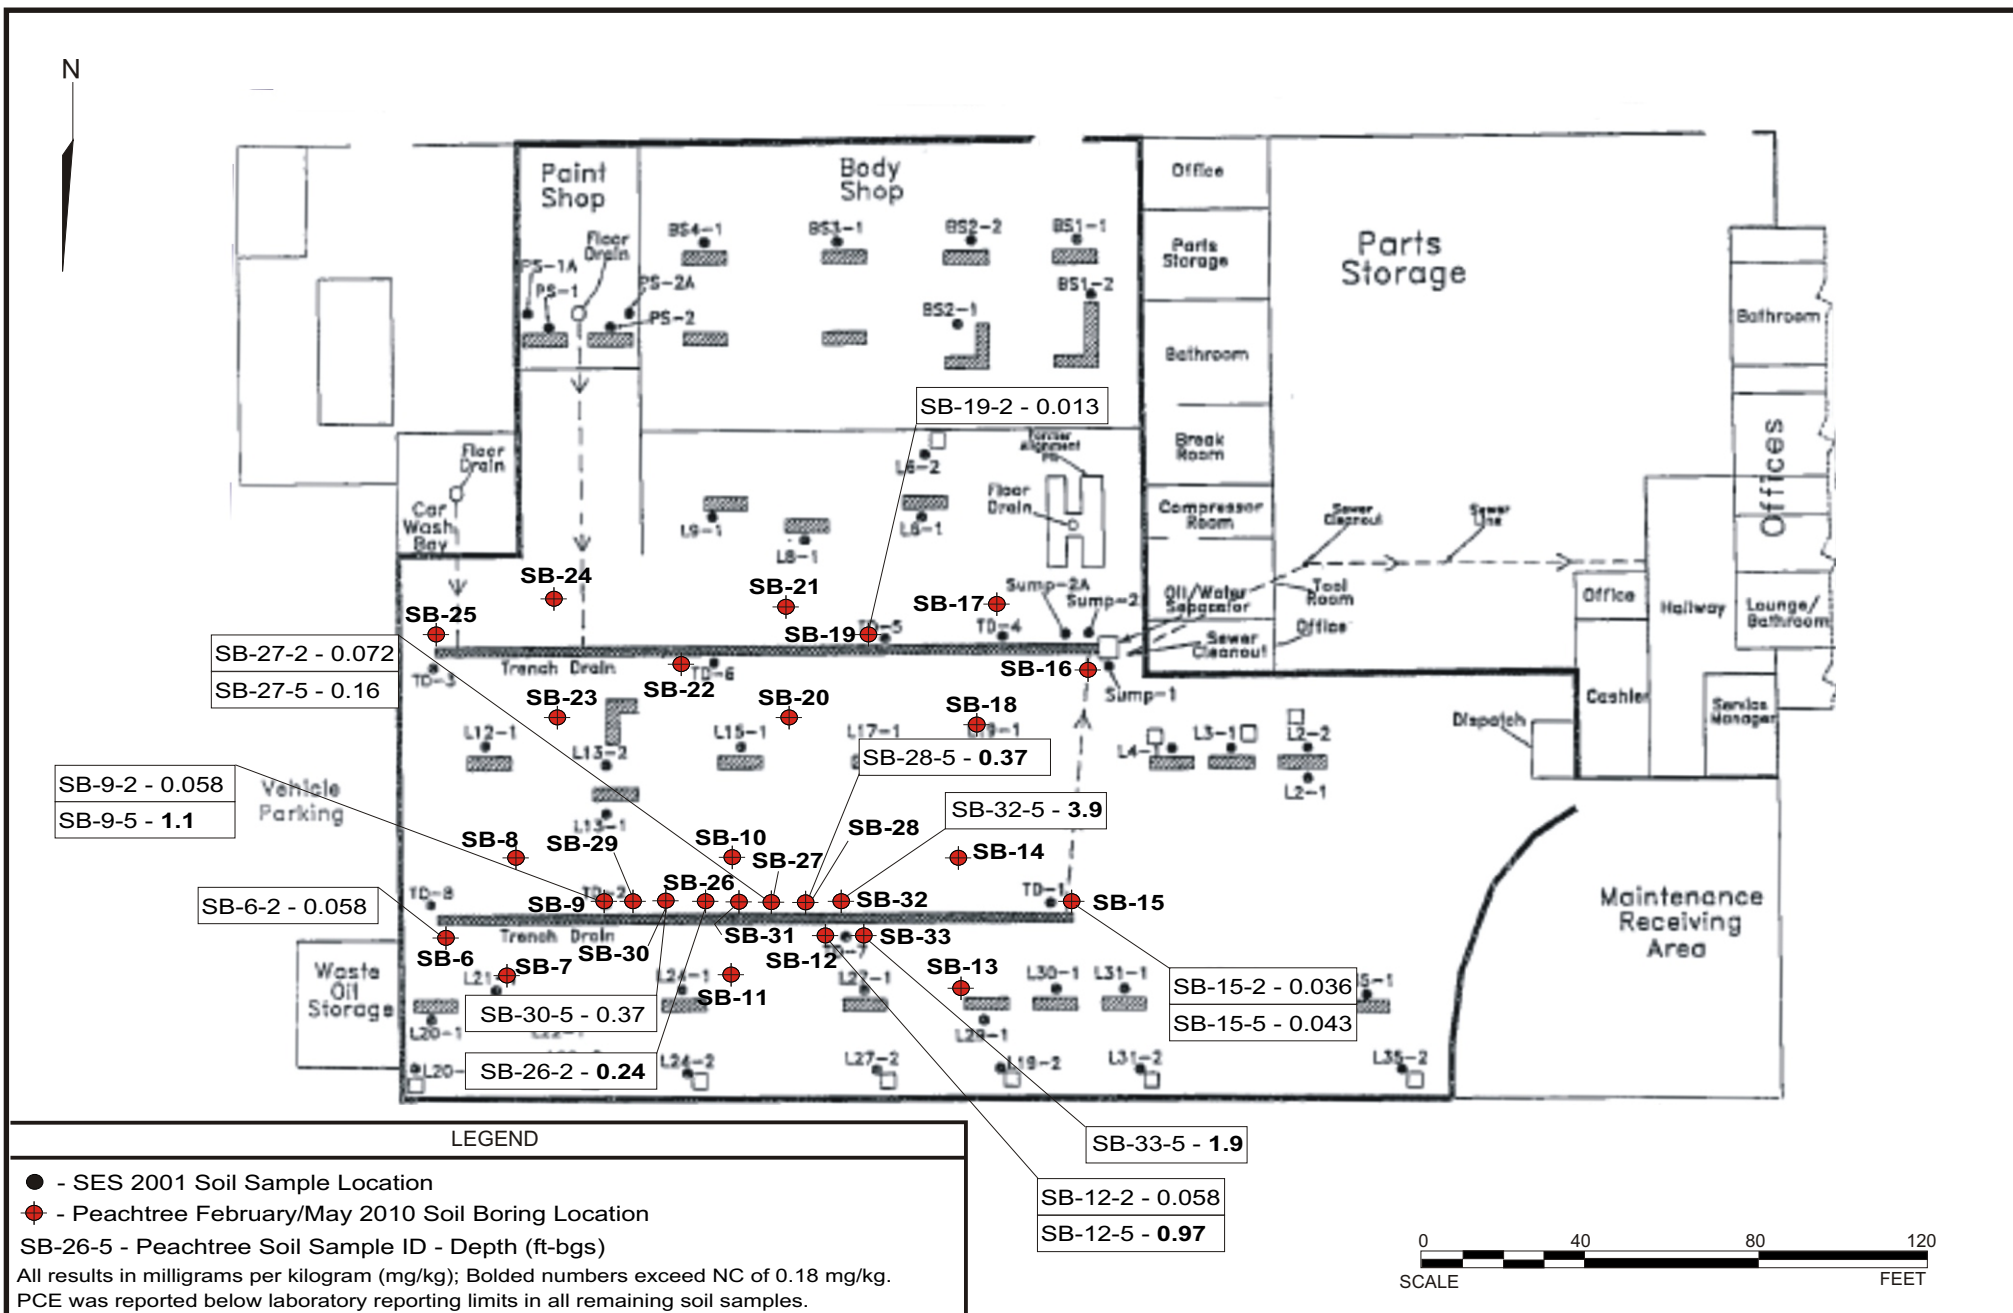 N
Paint
Shop
Body
Shop
Office
Parts
Storage
Parts
Storage
Floor
Drain
BS4-1
BS3-1
BS2-2
BS1-1
PS-1A
PS-1
PS-2A
PS-2
BS1-2
BS2-1
Bathroom
Bathroom
SB-19-2 - 0.013
Former
Alignment
Pit
Break
Room
Offices
Floor
Drain
L6-2
Car
Wash
Bay
Floor
Drain
L9-1
L8-1
L6-1
Compressor
Room
Sewer
Cleanout
Sewer
Line
SB-24
SB-21
SB-17
Sump-2A
Sump-2
Oil/Water
Separator
Tool
Room
Office
Hallway
Lounge/
Bathroom
SB-25
SB-19
TD-5
TD-4
Sewer
Cleanout
Office
SB-27-2 - 0.072
SB-27-5 - 0.16
TD-3
Trench Drain
SB-22
TD-6
SB-16
Sump-1
SB-23
SB-20
SB-18
Cashier
Service
Manager
Dispatch
L12-1
L13-2
L15-1
L17-1
L19-1
L4-1
L3-1
L2-2
L2-1
SB-28-5 - 0.37
SB-9-2 - 0.058
SB-9-5 - 1.1
Vehicle
Parking
SB-32-5 - 3.9
L13-1
SB-8
SB-29
SB-10
SB-27
SB-28
SB-14
SB-6-2 - 0.058
TD-8
TD-2
SB-26
SB-9
SB-32
TD-1
SB-15
Maintenance
Receiving
Area
Trench Drain
SB-30
SB-31
SB-12
TD-7
SB-33
SB-6
SB-7
SB-11
SB-13
Waste
Oil
Storage
L24-1
L27-1
L30-1
L31-1
SB-15-2 - 0.036
SB-15-5 - 0.043
SB-30-5 - 0.37
L20-1
L29-1
SB-26-2 - 0.24
L24-2
L27-2
L19-2
L31-2
L35-2
SB-33-5 - 1.9
SB-12-2 - 0.058
SB-12-5 - 0.97
LEGEND
- SES 2001 Soil Sample Location
- Peachtree February/May 2010 Soil Boring Location
SB-26-5 - Peachtree Soil Sample ID - Depth (ft-bgs)
All results in milligrams per kilogram (mg/kg); Bolded numbers exceed NC of 0.18 mg/kg.
PCE was reported below laboratory reporting limits in all remaining soil samples.
0 40 80 120
SCALE FEET